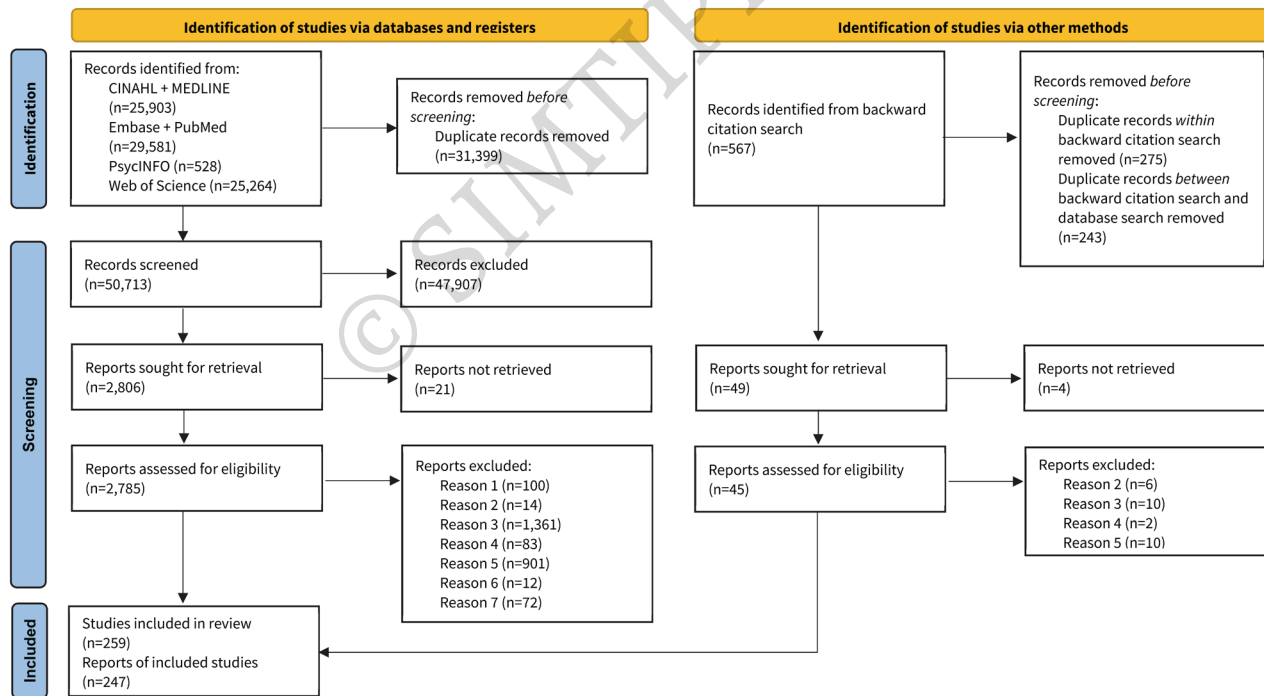 Identification of studies via databases and registers
Identification of studies via other methods
Identification
Records identified from:
CINAHL + MEDLINE
(n=25,903)
Embase + PubMed
(n=29,581)
PsycINFO (n=528)
Web of Science (n=25,264)
Records removed before
screening:
Duplicate records removed
(n=31,399)
Records identified from backward
citation search
(n=567)
Records removed before
screening:
Duplicate records within
backward citation search
removed (n=275)
Duplicate records between
backward citation search and
database search removed
(n=243)
Screening
Records screened
(n=50,713)
Records excluded
(n=47,907)
Reports sought for retrieval
(n=2,806)
Reports not retrieved
(n=21)
Reports sought for retrieval
(n=49)
Reports not retrieved
(n=4)
Reports assessed for eligibility
(n=2,785)
Reports excluded:
Reason 1 (n=100)
Reason 2 (n=14)
Reason 3 (n=1,361)
Reason 4 (n=83)
Reason 5 (n=901)
Reason 6 (n=12)
Reason 7 (n=72)
Reports assessed for eligibility
(n=45)
Reports excluded:
Reason 2 (n=6)
Reason 3 (n=10)
Reason 4 (n=2)
Reason 5 (n=10)
Included
Studies included in review
(n=259)
Reports of included studies
(n=247)